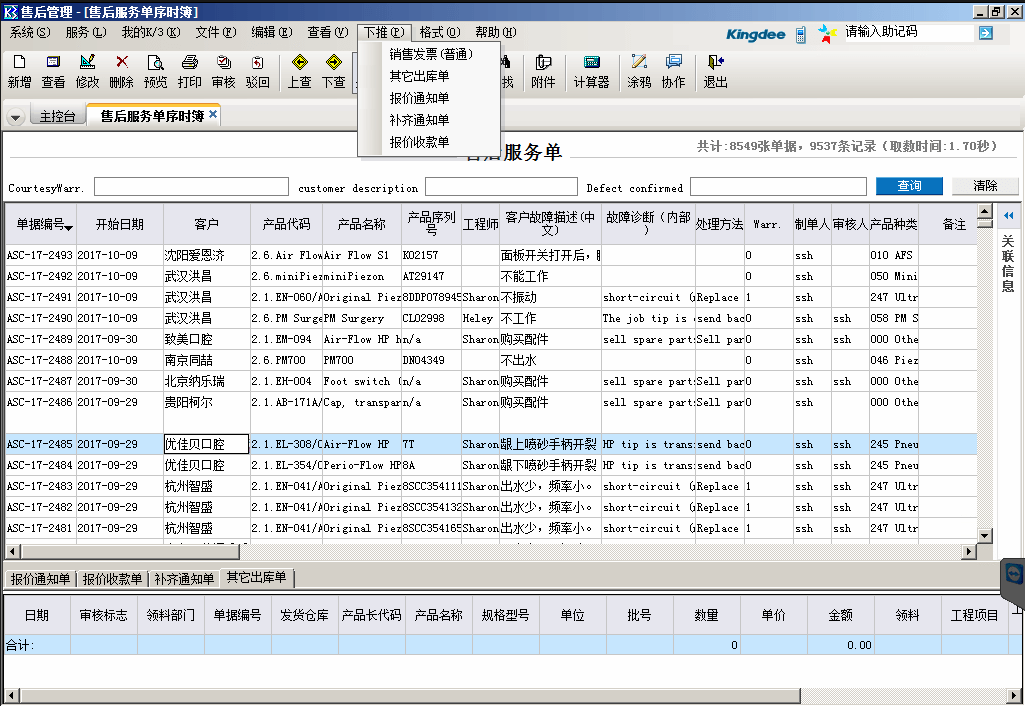 售后管理 - [售后服务单序时簿]
系统(S) 服务(L) 我的K/3(K) 文件(F) 编辑(E) 查看(V) 下推(P) 格式(O) 帮助(H) Kingdee 请输入助记码
销售发票(普通)
其它出库单
报价通知单
补齐通知单
报价收款单
新增 查看 修改 删除 预览 打印 审核 驳回 上查 下查 找 附件 计算器 涂鸦 协作 退出
主控台 售后服务单序时簿
售后服务单
共计:8549张单据, 9537条记录(取数时间:1.70秒)
CourtesyWarr. customer description Defect confirmed 查询 清除
单据编号 开始日期 客户 产品代码 产品名称 产品序列号 工程师 客户故障描述(中文) 故障诊断(内部) 处理方法 Warr. 制单人 审核人 产品种类 备注
关联信息
ASC-17-2493 2017-10-09 沈阳爱恩济 2.6.Air Flow Air Flow S1 KO2157 面板开关打开后, 0 ssh 010 AFS
ASC-17-2492 2017-10-09 武汉洪昌 2.6.miniPiez miniPiezon AT29147 不能工作 0 ssh 050 Mini
ASC-17-2491 2017-10-09 武汉洪昌 2.1.EN-060/A Original Piez 8DDP078945 Sharon 不振动 short-circuit ( Replace 1 ssh 247 Ultr
ASC-17-2490 2017-10-09 武汉洪昌 2.6.PM Surge PM Surgery CL02998 Heley 不工作 The job tip is send bac 0 ssh ssh 058 PM S
ASC-17-2489 2017-09-30 致美口腔 2.1.EM-094 Air-Flow HP h n/a Sharon 购买配件 sell spare part Sell par 0 ssh ssh 000 Othe
ASC-17-2488 2017-10-09 南京同喆 2.6.PM700 PM700 DN04349 不出水 0 ssh 046 Piez
ASC-17-2487 2017-09-30 北京纳乐瑞 2.1.EH-004 Foot switch ( n/a Sharon 购买配件 sell spare part Sell par 0 ssh ssh 000 Othe
ASC-17-2486 2017-09-29 贵阳柯尔 2.1.AB-171A/ Cap, transpar n/a Sharon 购买配件 sell spare part Sell par 0 ssh 000 Othe
ASC-17-2485 2017-09-29 优佳贝口腔 2.1.EL-308/ Air-Flow HP 7T Sharon 龈上喷砂手柄开裂 HP tip is trans send bac 0 ssh 245 Pneu
ASC-17-2484 2017-09-29 优佳贝口腔 2.1.EL-354/ Perio-Flow HP 8A Sharon 龈下喷砂手柄开裂 HP tip is trans send bac 0 ssh ssh 245 Pneu
ASC-17-2483 2017-09-29 杭州智盛 2.1.EN-041/A Original Piez 8SCC354111 Sharon 出水少, 频率小。 short-circuit ( Replace 1 ssh ssh 247 Ultr
ASC-17-2482 2017-09-29 杭州智盛 2.1.EN-041/A Original Piez 8SCC354132 Sharon 出水少, 频率小。 short-circuit ( Replace 1 ssh ssh 247 Ultr
ASC-17-2481 2017-09-29 杭州智盛 2.1.EN-041/A Original Piez 8SCC354165 Sharon 出水少, 频率小。 short-circuit ( Replace 1 ssh ssh 247 Ultr
报价通知单 报价收款单 补齐通知单 其它出库单
日期 审核标志 领料部门 单据编号 发货仓库 产品长代码 产品名称 规格型号 单位 批号 数量 单价 金额 领料 工程项目
合计: 0 0.00